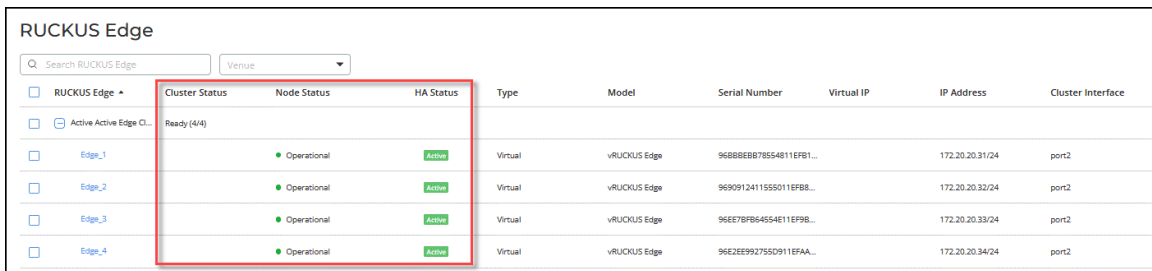 RUCKUS Edge
Search RUCKUS Edge Venue
RUCKUS Edge Cluster Status Node Status HA Status Type Model Serial Number Virtual IP IP Address Cluster Interface
Active Active Edge Cl... Ready (4/4)
Edge_1 Operational Active Virtual vRUCKUS Edge 96BBBEBB78554811EFB1... 172.20.20.31/24 port2
Edge_2 Operational Active Virtual vRUCKUS Edge 9690912411555011EFB8... 172.20.20.32/24 port2
Edge_3 Operational Active Virtual vRUCKUS Edge 96EE7BFB64554E11EF9B... 172.20.20.33/24 port2
Edge_4 Operational Active Virtual vRUCKUS Edge 96E2EE992755D911EFAA... 172.20.20.34/24 port2